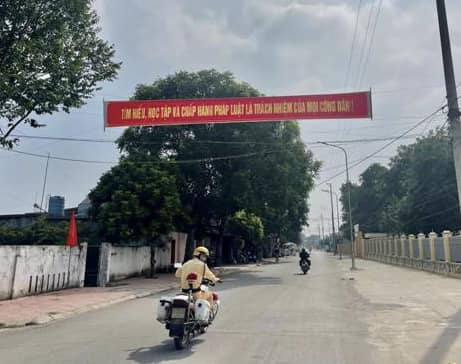 TÌM HIỂU, HỌC TẬP VÀ CHẤP HÀNH PHÁP LUẬT LÀ TRÁCH NHIỆM CỦA MỌI CÔNG DÂN !